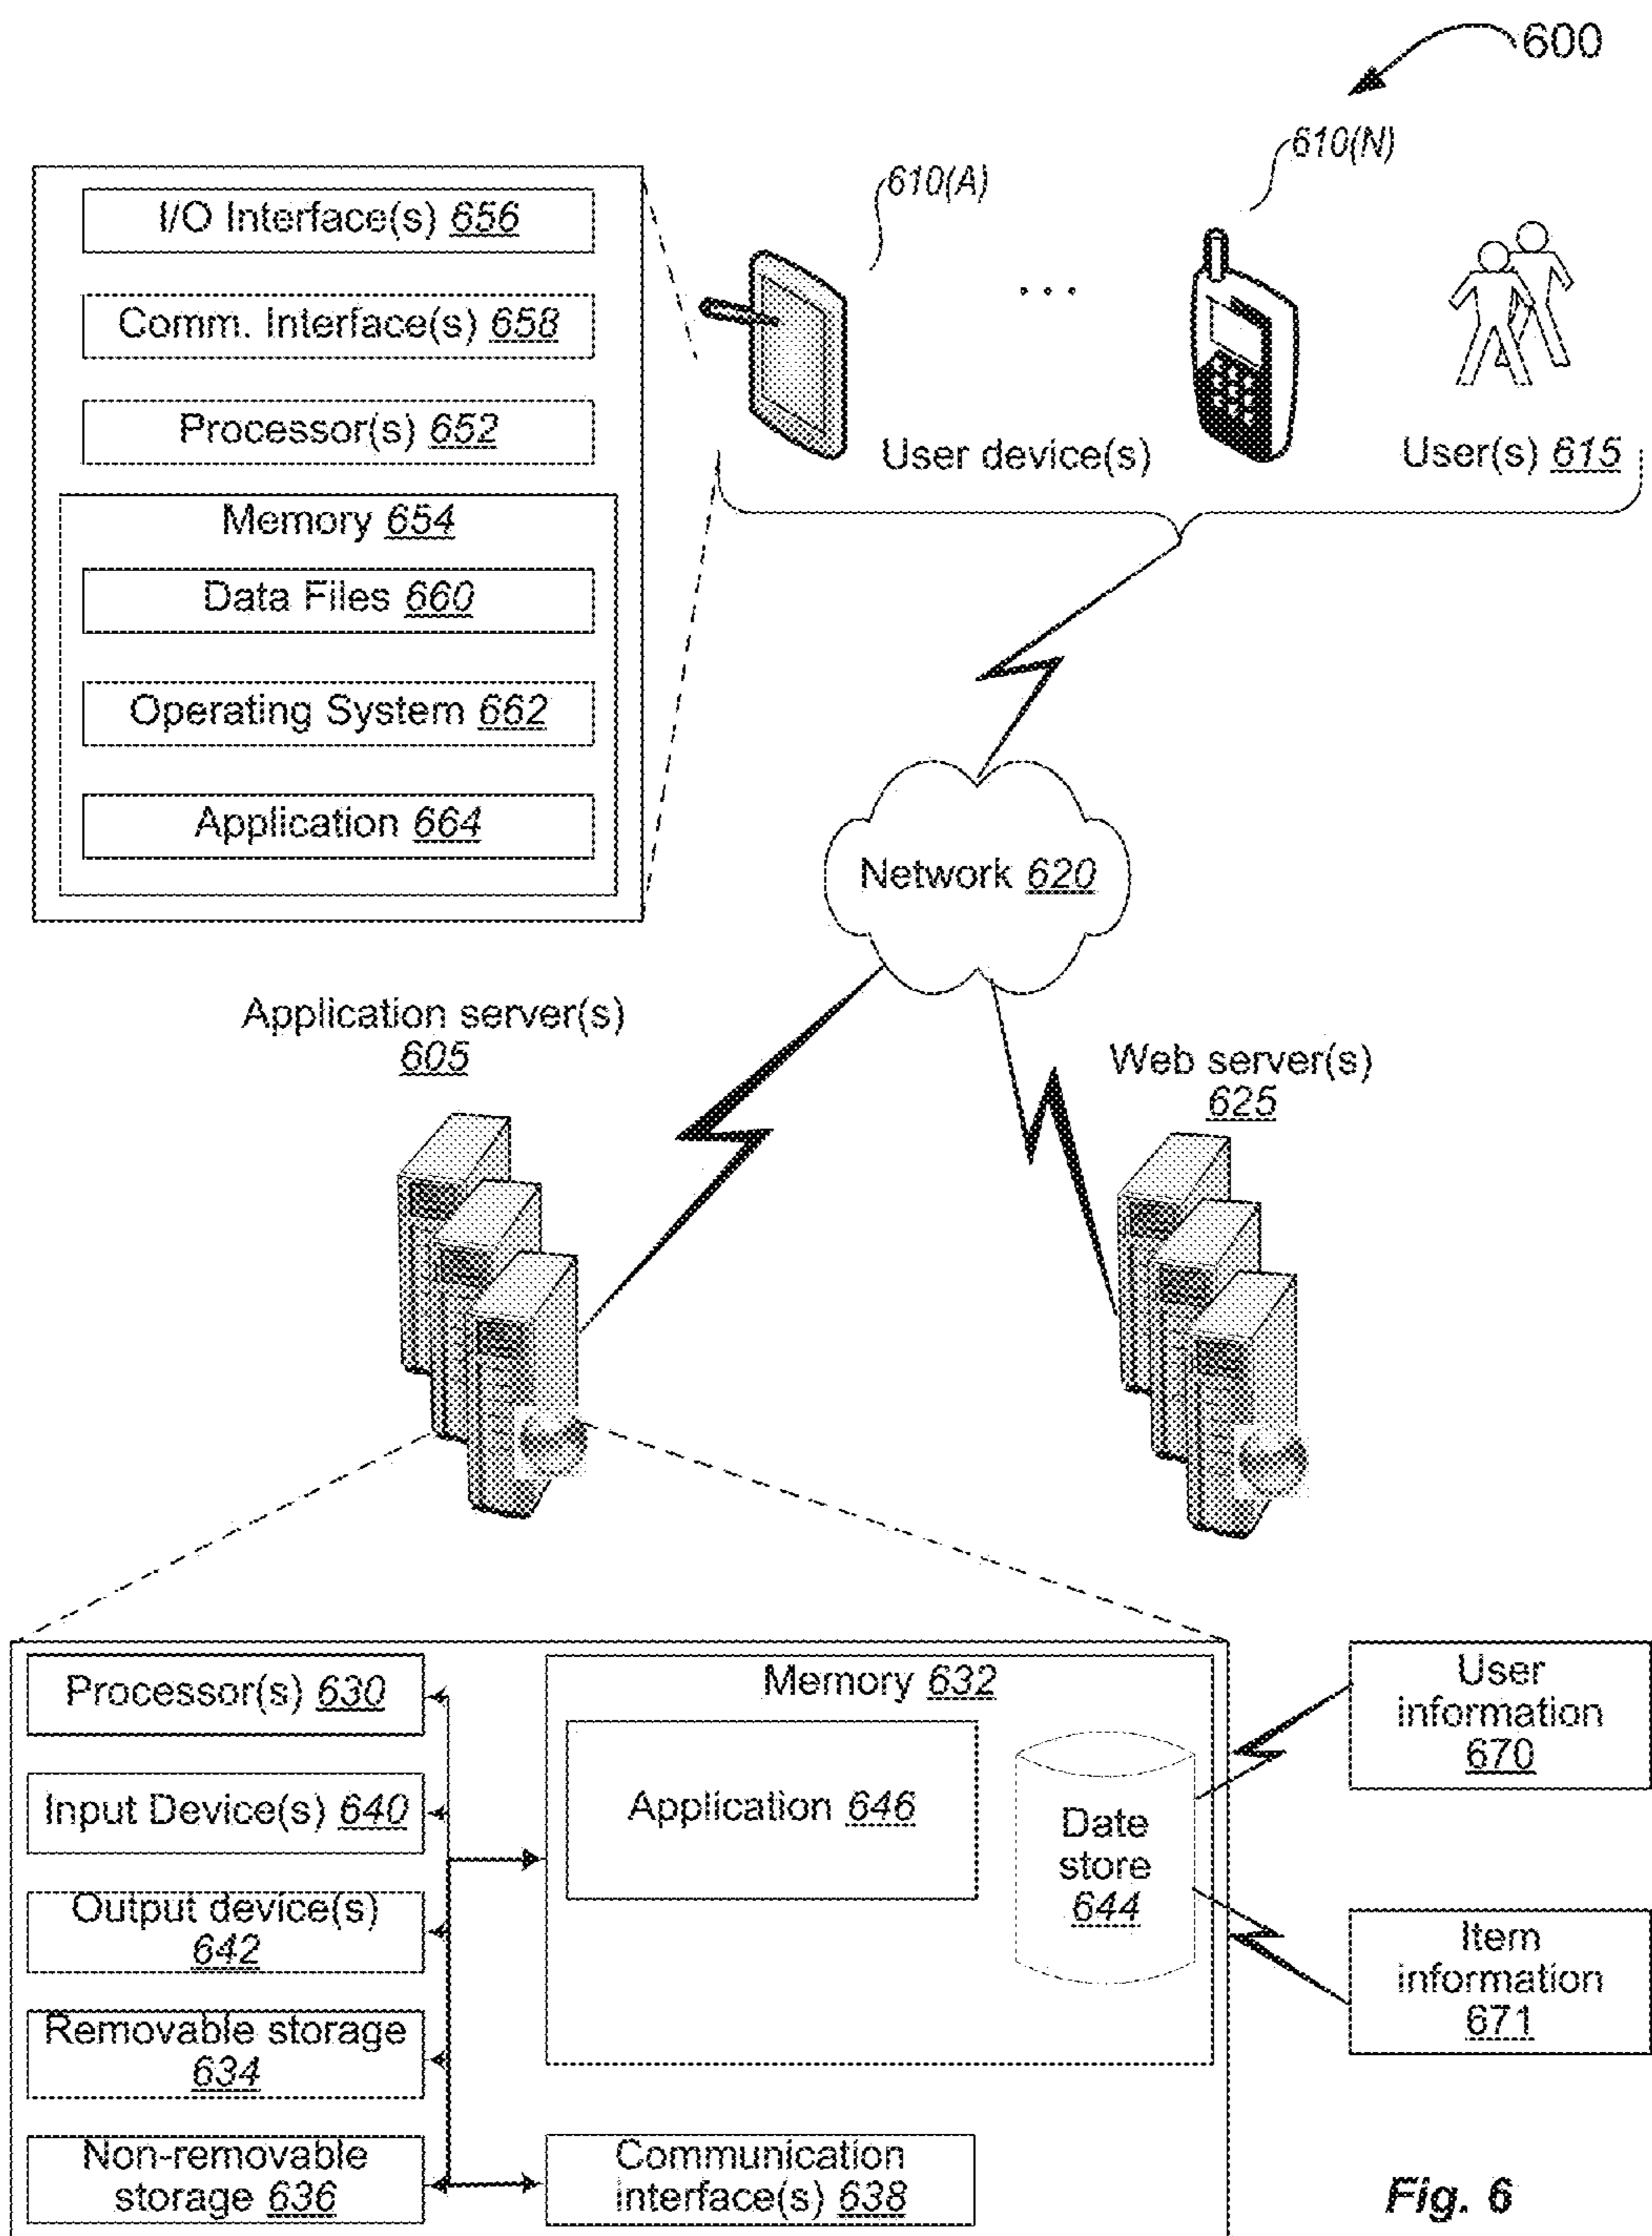 600
610(N)
610(A)
I/O Interface(s) 656
Comm. Interface(s) 658
Processor(s) 652
Memory 654
Data Files 660
Operating System 662
Application 664
. . .
User device(s)
User(s) 615
Network 620
Application server(s)
605
Web server(s)
625
Processor(s) 630
Input Device(s) 640
Output device(s)
642
Removable storage
634
Non-removable
storage 636
Memory 632
Application 646
Date
store
644
Communication
interface(s) 638
User
information
670
Item
information
671
Fig. 6